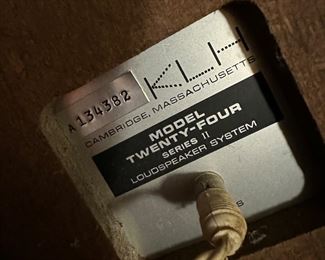 A 134382
KLH
CAMBRIDGE, MASSACHUSETTS
MODEL
TWENTY-FOUR
SERIES II
LOUDSPEAKER SYSTEM